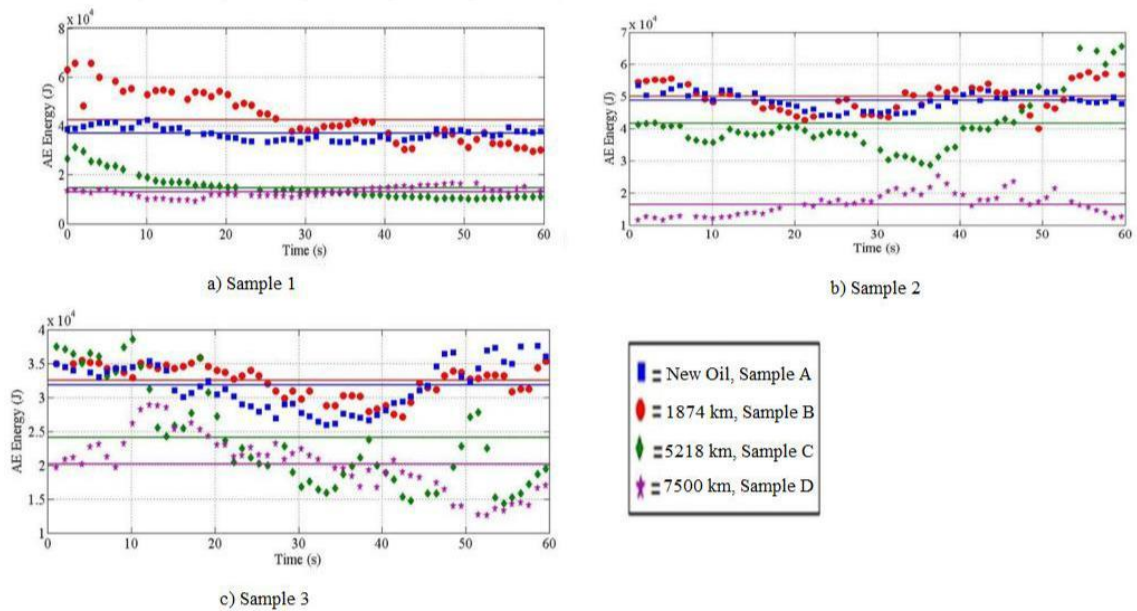 x 10⁴
8
6
4
2
0
AE Energy (J)
0 10 20 30 40 50 60
Time (s)
a) Sample 1
x 10⁴
7
6
5
4
3
2
1
AE Energy (J)
0 10 20 30 40 50 60
Time (s)
b) Sample 2
x 10⁴
4
3.5
3
2.5
2
1.5
1
AE Energy (J)
0 10 20 30 40 50 60
Time (s)
c) Sample 3
= New Oil, Sample A
= 1874 km, Sample B
= 5218 km, Sample C
= 7500 km, Sample D